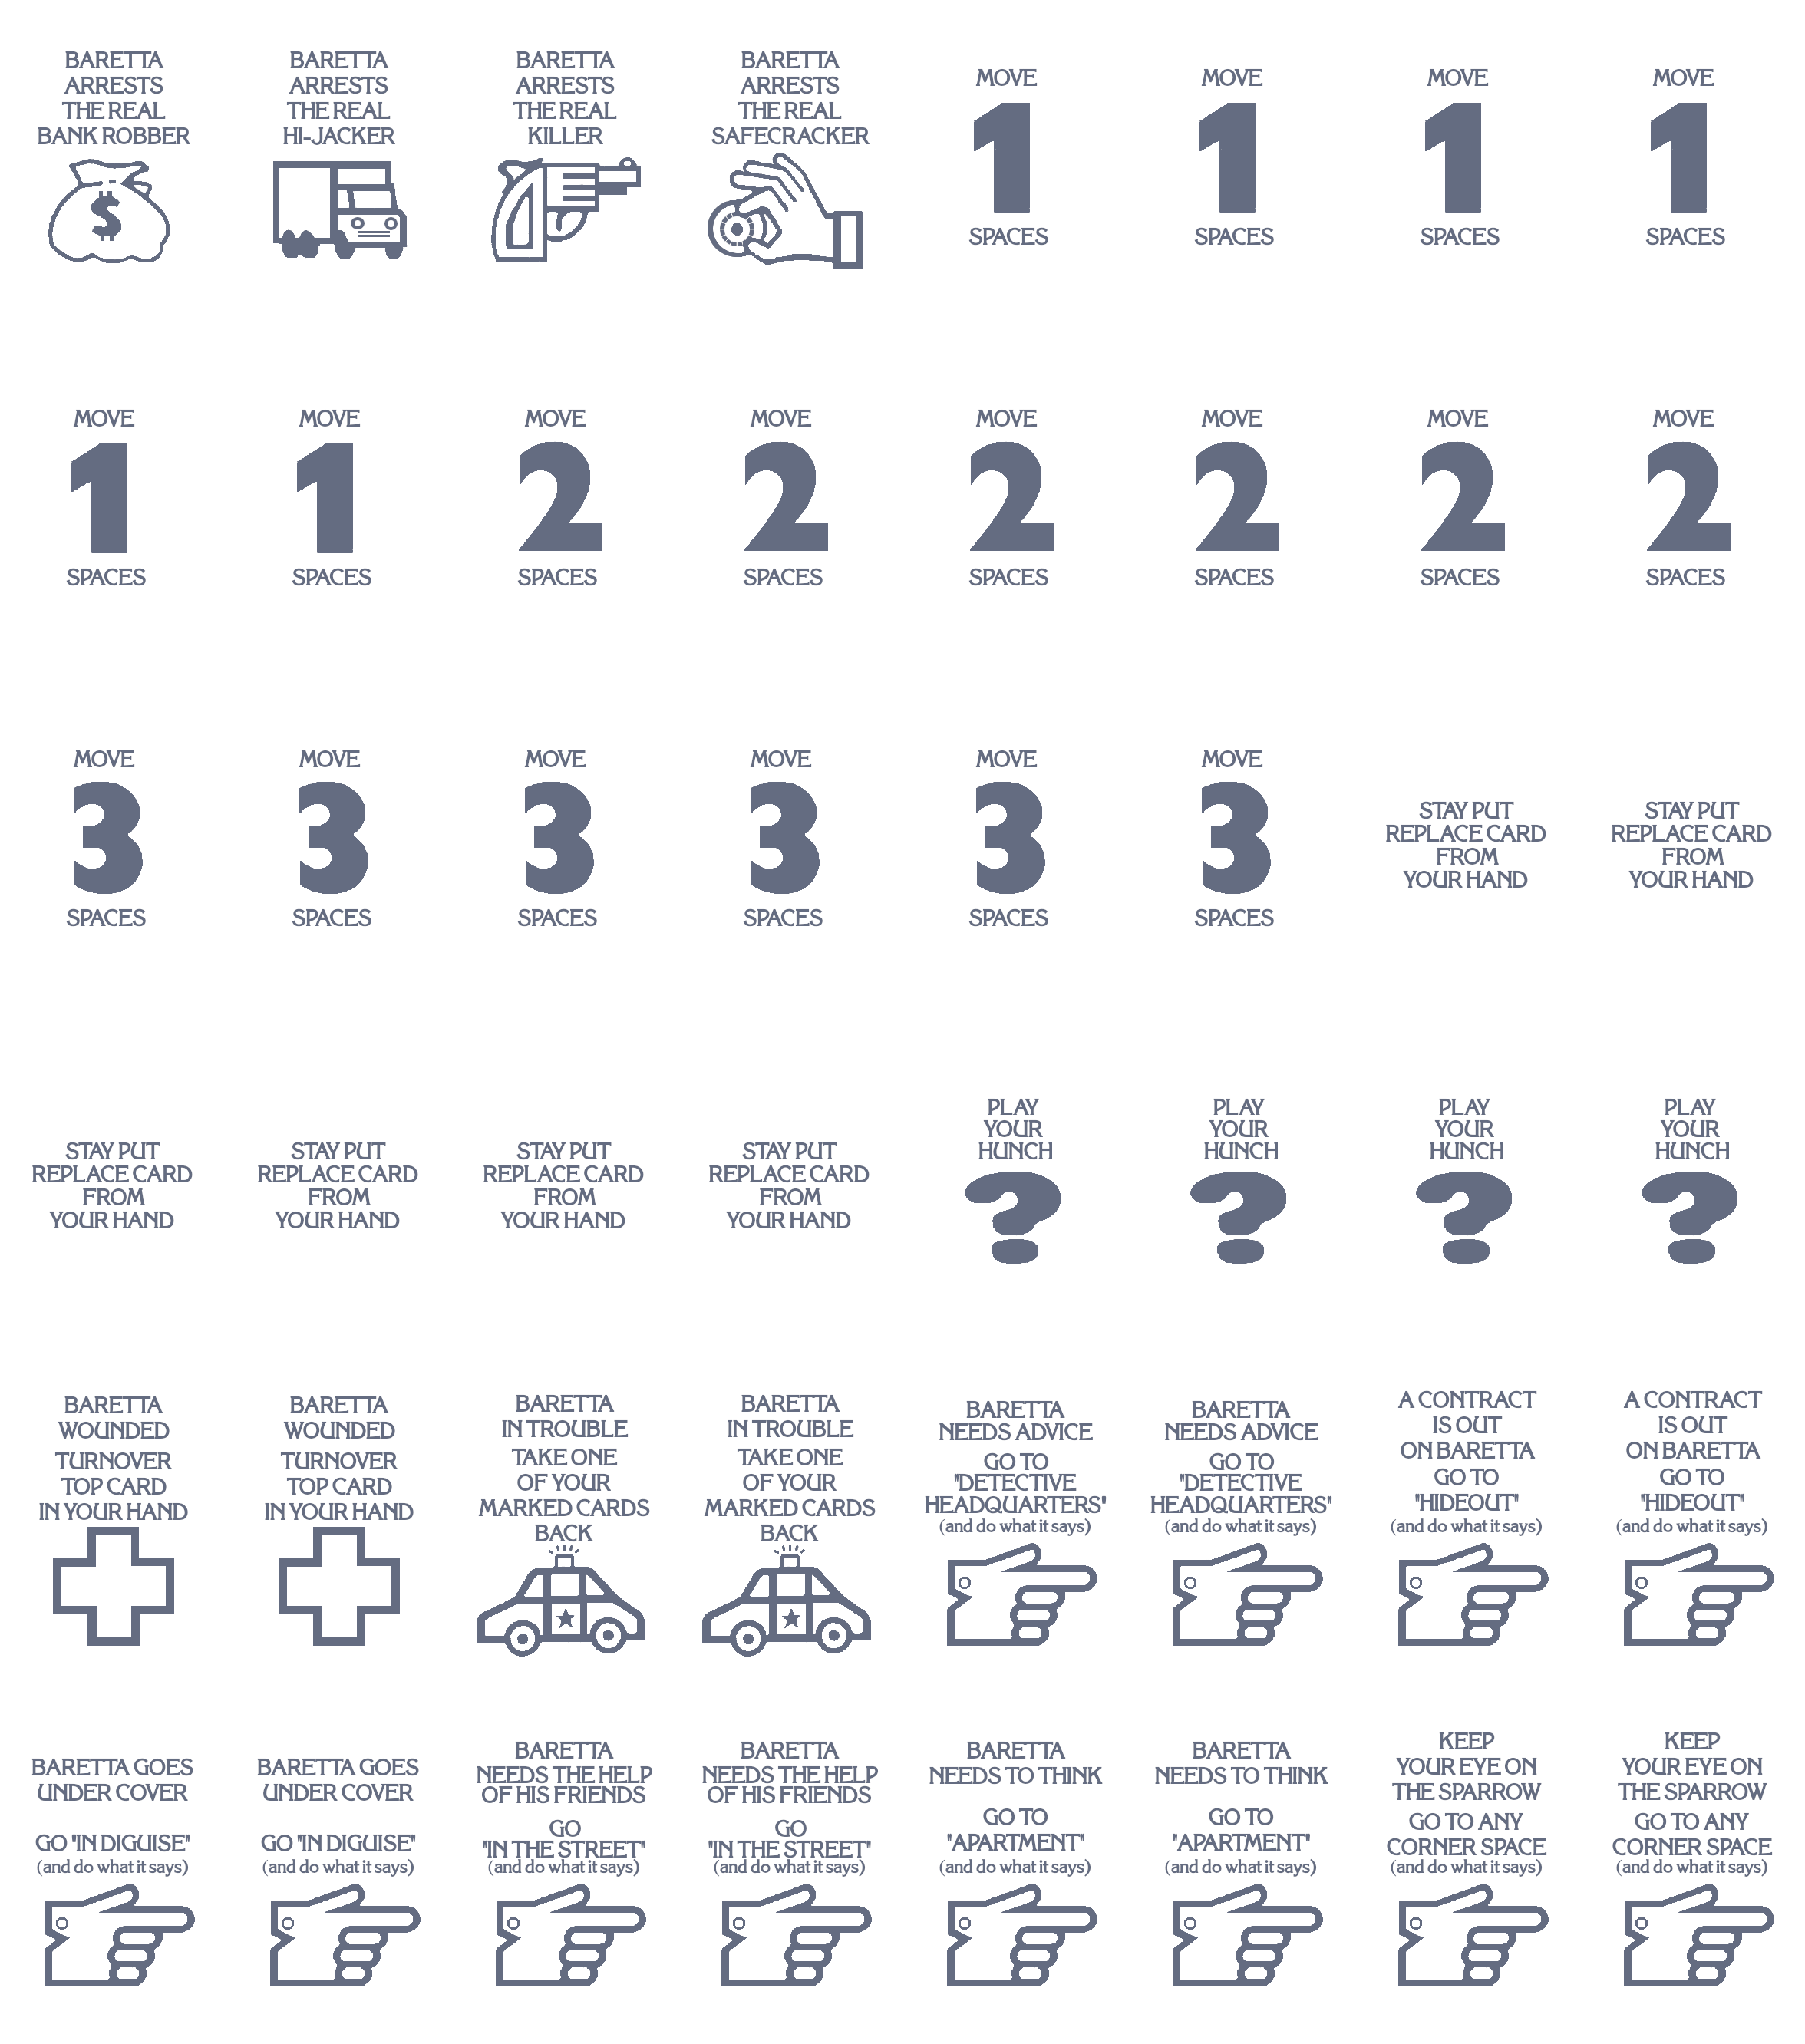 BARETTA
ARRESTS
THE REAL
BANK ROBBER
$
BARETTA
ARRESTS
THE REAL
HI-JACKER
BARETTA
ARRESTS
THE REAL
KILLER
BARETTA
ARRESTS
THE REAL
SAFECRACKER
MOVE
1
SPACES
MOVE
1
SPACES
MOVE
1
SPACES
MOVE
1
SPACES
MOVE
1
SPACES
MOVE
1
SPACES
MOVE
2
SPACES
MOVE
2
SPACES
MOVE
2
SPACES
MOVE
2
SPACES
MOVE
2
SPACES
MOVE
2
SPACES
MOVE
3
SPACES
MOVE
3
SPACES
MOVE
3
SPACES
MOVE
3
SPACES
MOVE
3
SPACES
MOVE
3
SPACES
STAY PUT
REPLACE CARD
FROM
YOUR HAND
STAY PUT
REPLACE CARD
FROM
YOUR HAND
STAY PUT
REPLACE CARD
FROM
YOUR HAND
STAY PUT
REPLACE CARD
FROM
YOUR HAND
STAY PUT
REPLACE CARD
FROM
YOUR HAND
STAY PUT
REPLACE CARD
FROM
YOUR HAND
PLAY
YOUR
HUNCH
?
PLAY
YOUR
HUNCH
?
PLAY
YOUR
HUNCH
?
PLAY
YOUR
HUNCH
?
BARETTA
WOUNDED
TURNOVER
TOP CARD
IN YOUR HAND
BARETTA
WOUNDED
TURNOVER
TOP CARD
IN YOUR HAND
BARETTA
IN TROUBLE
TAKE ONE
OF YOUR
MARKED CARDS
BACK
BARETTA
IN TROUBLE
TAKE ONE
OF YOUR
MARKED CARDS
BACK
BARETTA
NEEDS ADVICE
GO TO
"DETECTIVE
HEADQUARTERS"
(and do what it says)
BARETTA
NEEDS ADVICE
GO TO
"DETECTIVE
HEADQUARTERS"
(and do what it says)
A CONTRACT
IS OUT
ON BARETTA
GO TO
"HIDEOUT"
(and do what it says)
A CONTRACT
IS OUT
ON BARETTA
GO TO
"HIDEOUT"
(and do what it says)
BARETTA GOES
UNDER COVER
GO "IN DIGUISE"
(and do what it says)
BARETTA GOES
UNDER COVER
GO "IN DIGUISE"
(and do what it says)
BARETTA
NEEDS THE HELP
OF HIS FRIENDS
GO
"IN THE STREET"
(and do what it says)
BARETTA
NEEDS THE HELP
OF HIS FRIENDS
GO
"IN THE STREET"
(and do what it says)
BARETTA
NEEDS TO THINK
GO TO
"APARTMENT"
(and do what it says)
BARETTA
NEEDS TO THINK
GO TO
"APARTMENT"
(and do what it says)
KEEP
YOUR EYE ON
THE SPARROW
GO TO ANY
CORNER SPACE
(and do what it says)
KEEP
YOUR EYE ON
THE SPARROW
GO TO ANY
CORNER SPACE
(and do what it says)